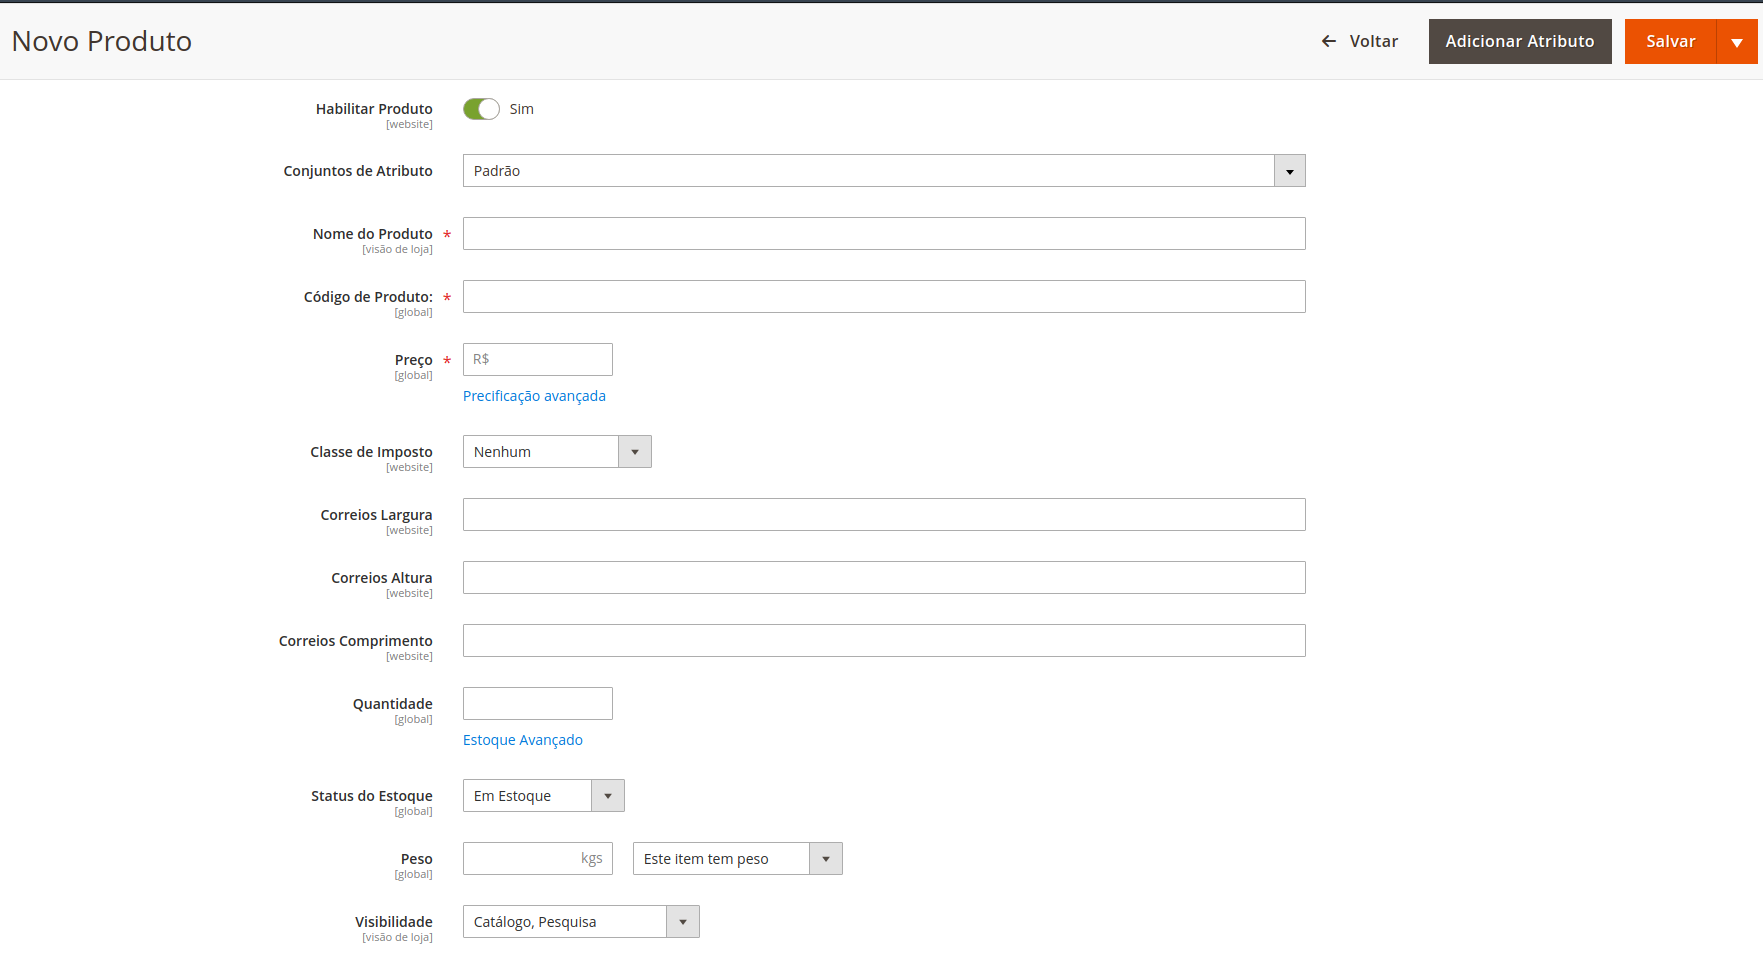 Novo Produto
Voltar
Adicionar Atributo
Salvar
Habilitar Produto
[website]
Sim
Conjuntos de Atributo
Padrão
Nome do Produto *
[visão de loja]
Código de Produto: *
[global]
Preço *
[global]
R$
Precificação avançada
Classe de Imposto
[website]
Nenhum
Correios Largura
[website]
Correios Altura
[website]
Correios Comprimento
[website]
Quantidade
[global]
Estoque Avançado
Status do Estoque
[global]
Em Estoque
Peso
[global]
kgs
Este item tem peso
Visibilidade
[visão de loja]
Catálogo, Pesquisa